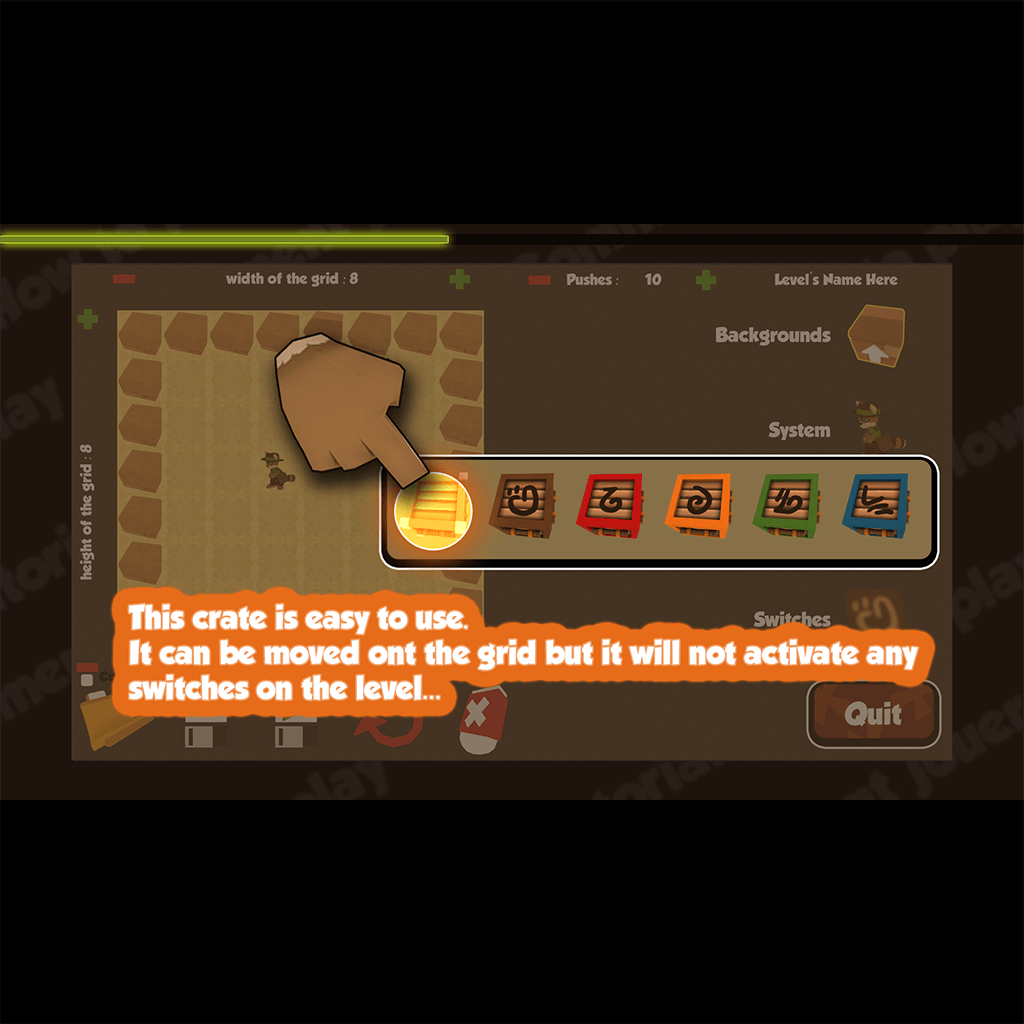 width of the grid : 8
Pushes : 10
Level's Name Here
Backgrounds
System
height of the grid : 8
This crate is easy to use.
It can be moved ont the grid but it will not activate any
switches on the level...
Switches
Quit